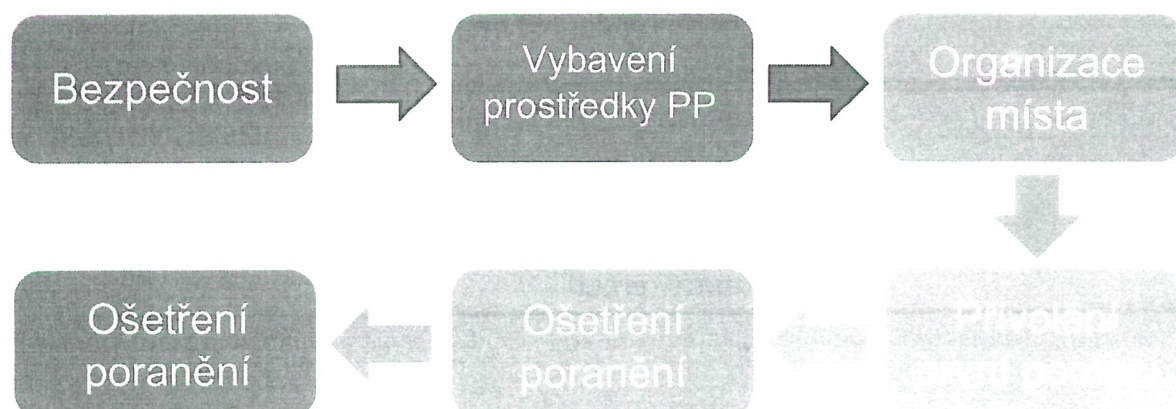 Bezpečnost
Vybavení
prostředky PP
Organizace
místa
Přivolání
Ošetření
poranění
Ošetření
poranění